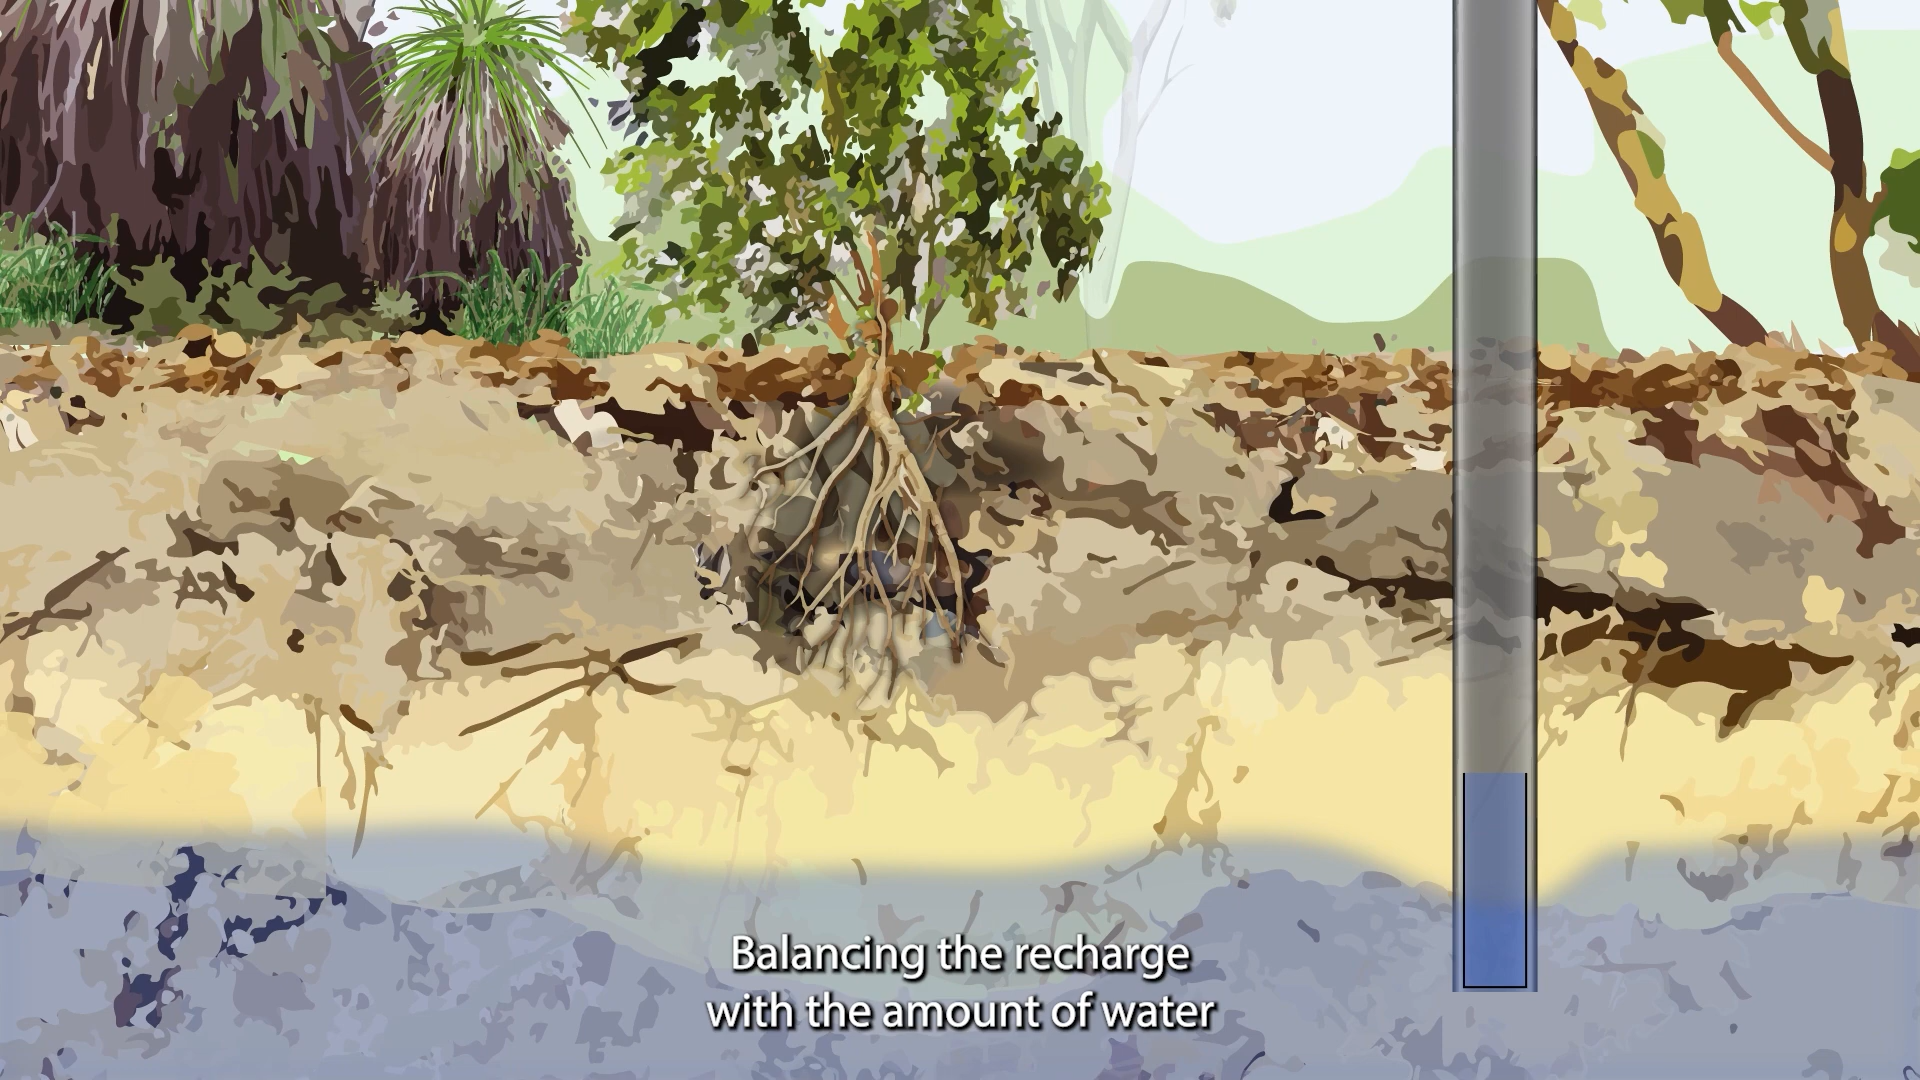 Balancing the recharge
with the amount of water